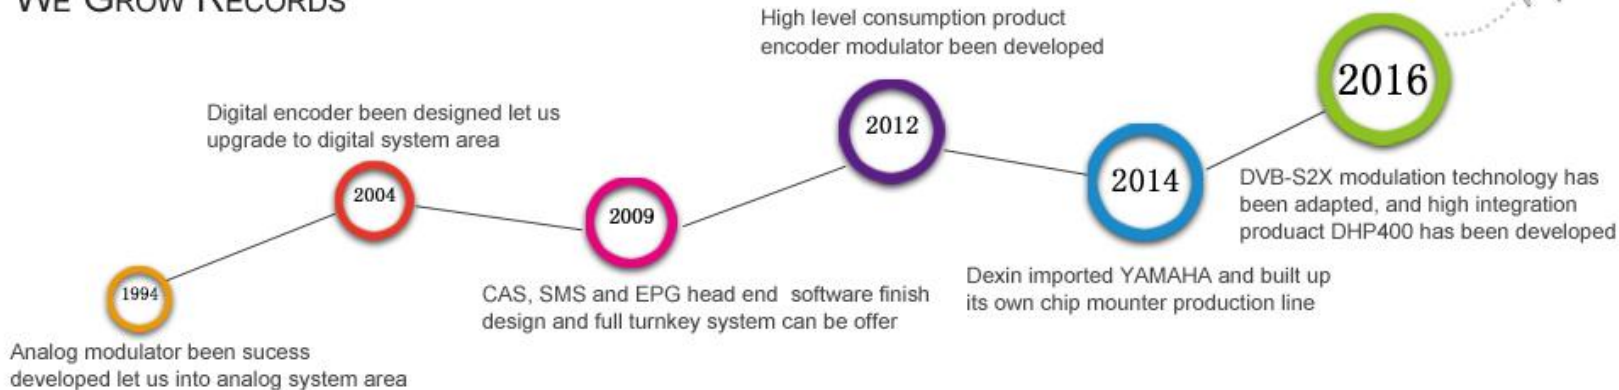 WE GROW RECORDS
High level consumption product
encoder modulator been developed
2016
Digital encoder been designed let us
upgrade to digital system area
2012
2014
DVB-S2X modulation technology has
been adapted, and high integration
produact DHP400 has been developed
2004
2009
Dexin imported YAMAHA and built up
its own chip mounter production line
CAS, SMS and EPG head end software finish
design and full turnkey system can be offer
1994
Analog modulator been sucess
developed let us into analog system area